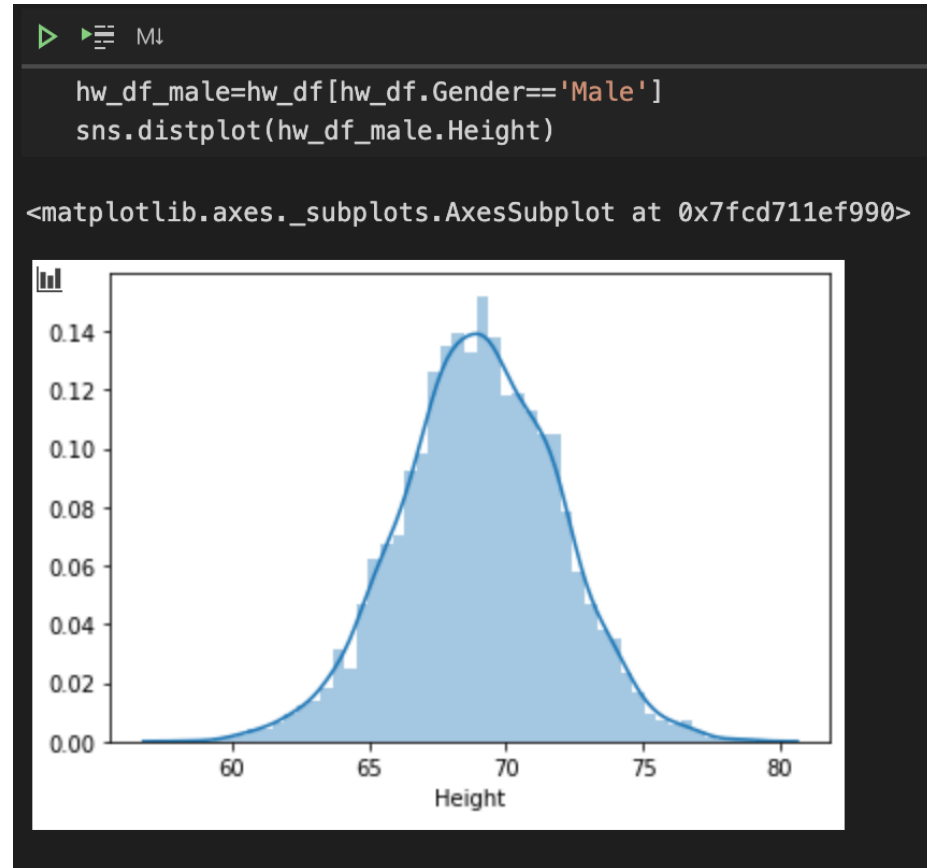 M↓
hw_df_male=hw_df[hw_df.Gender=='Male']
sns.distplot(hw_df_male.Height)
<matplotlib.axes._subplots.AxesSubplot at 0x7fcd711ef990>
0.14
0.12
0.10
0.08
0.06
0.04
0.02
0.00
60 65 70 75 80
Height